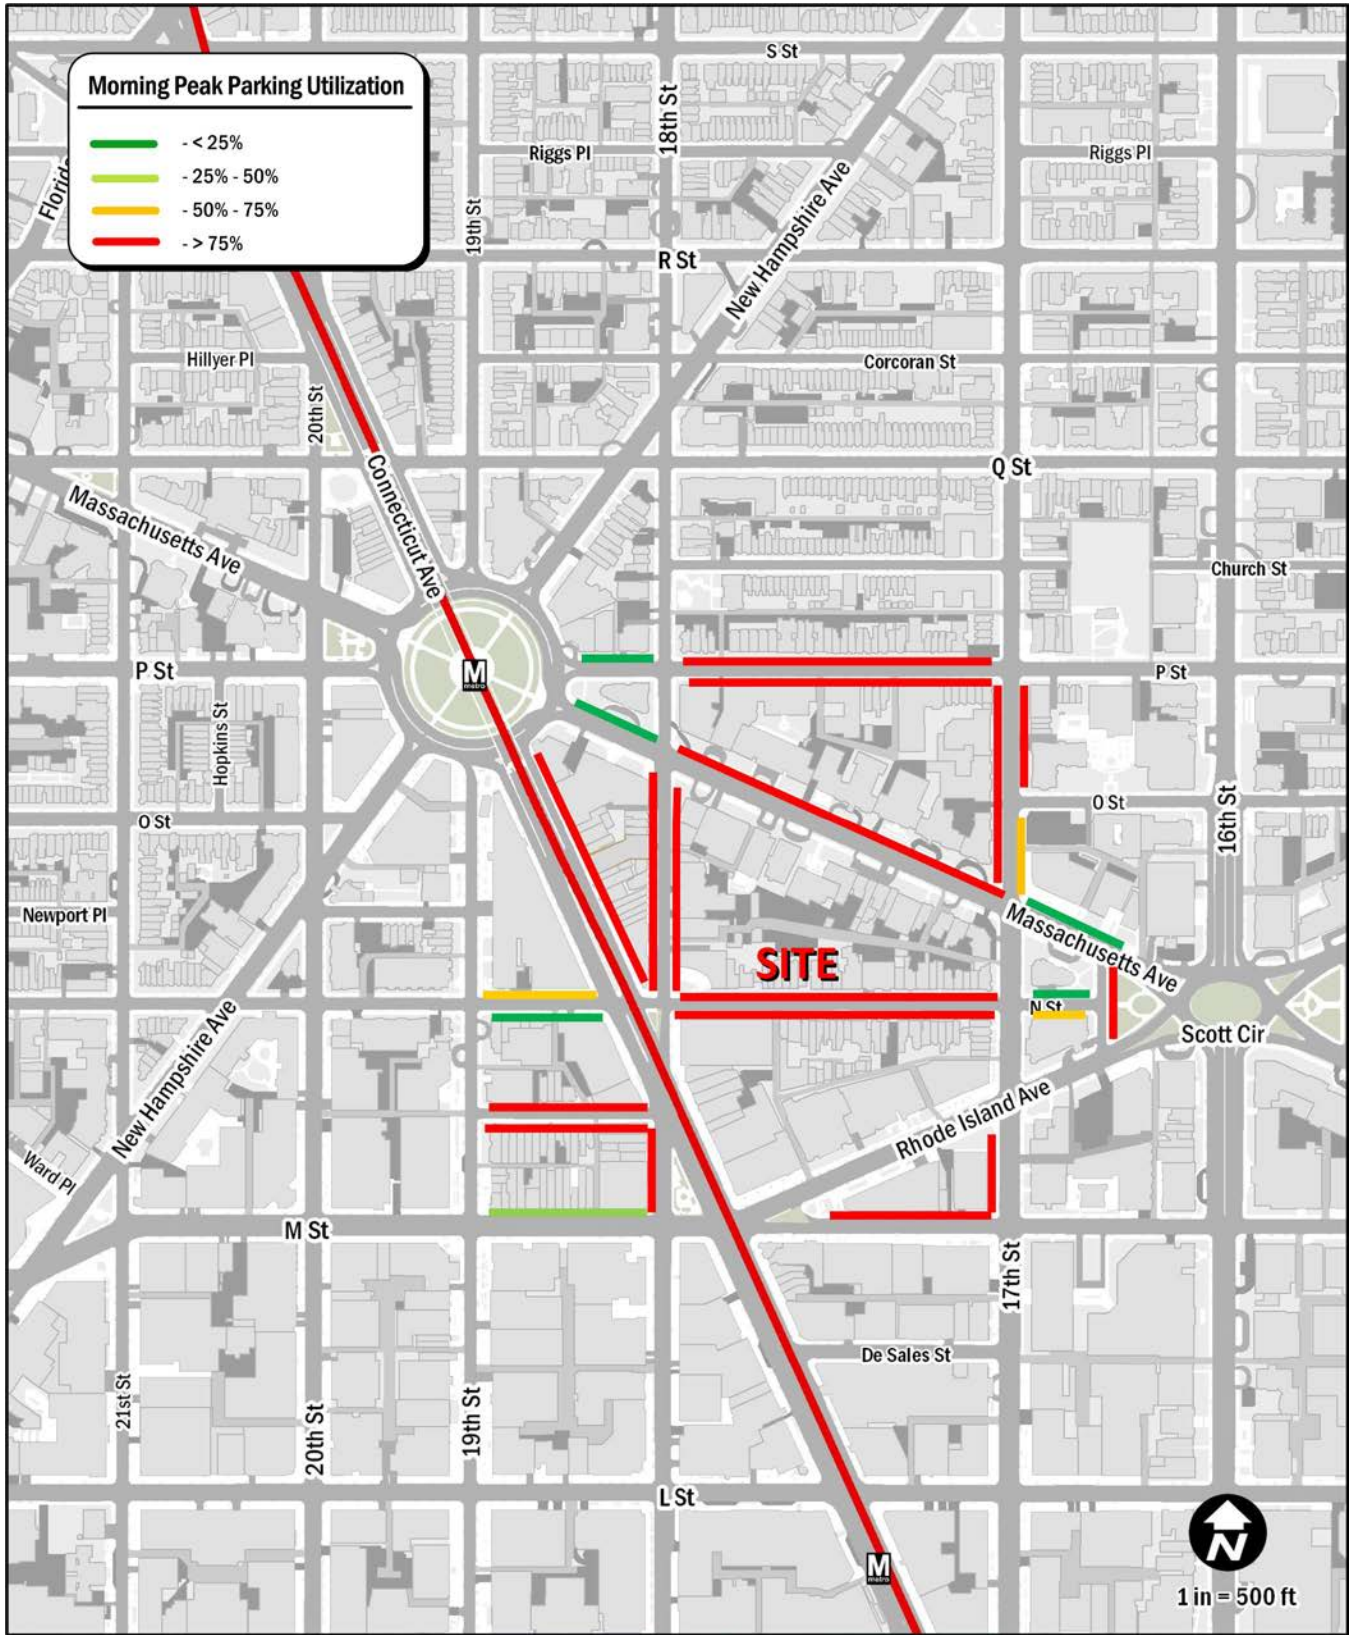 S St
Morning Peak Parking Utilization
- < 25%
- 25% - 50%
- 50% - 75%
- > 75%
18th St
Riggs Pl
Riggs Pl
Florid
19th St
New Hampshire Ave
R St
Hillyer Pl
Corcoran St
20th St
Q St
Connecticut Ave
Massachusetts Ave
Church St
P St
M
metro
P St
Hopkins St
O St
O St
16th St
Newport Pl
Massachusetts Ave
SITE
N St
Scott Cir
New Hampshire Ave
Rhode Island Ave
Ward Pl
M St
17th St
De Sales St
21st St
20th St
19th St
L St
M
metro
N
1 in = 500 ft